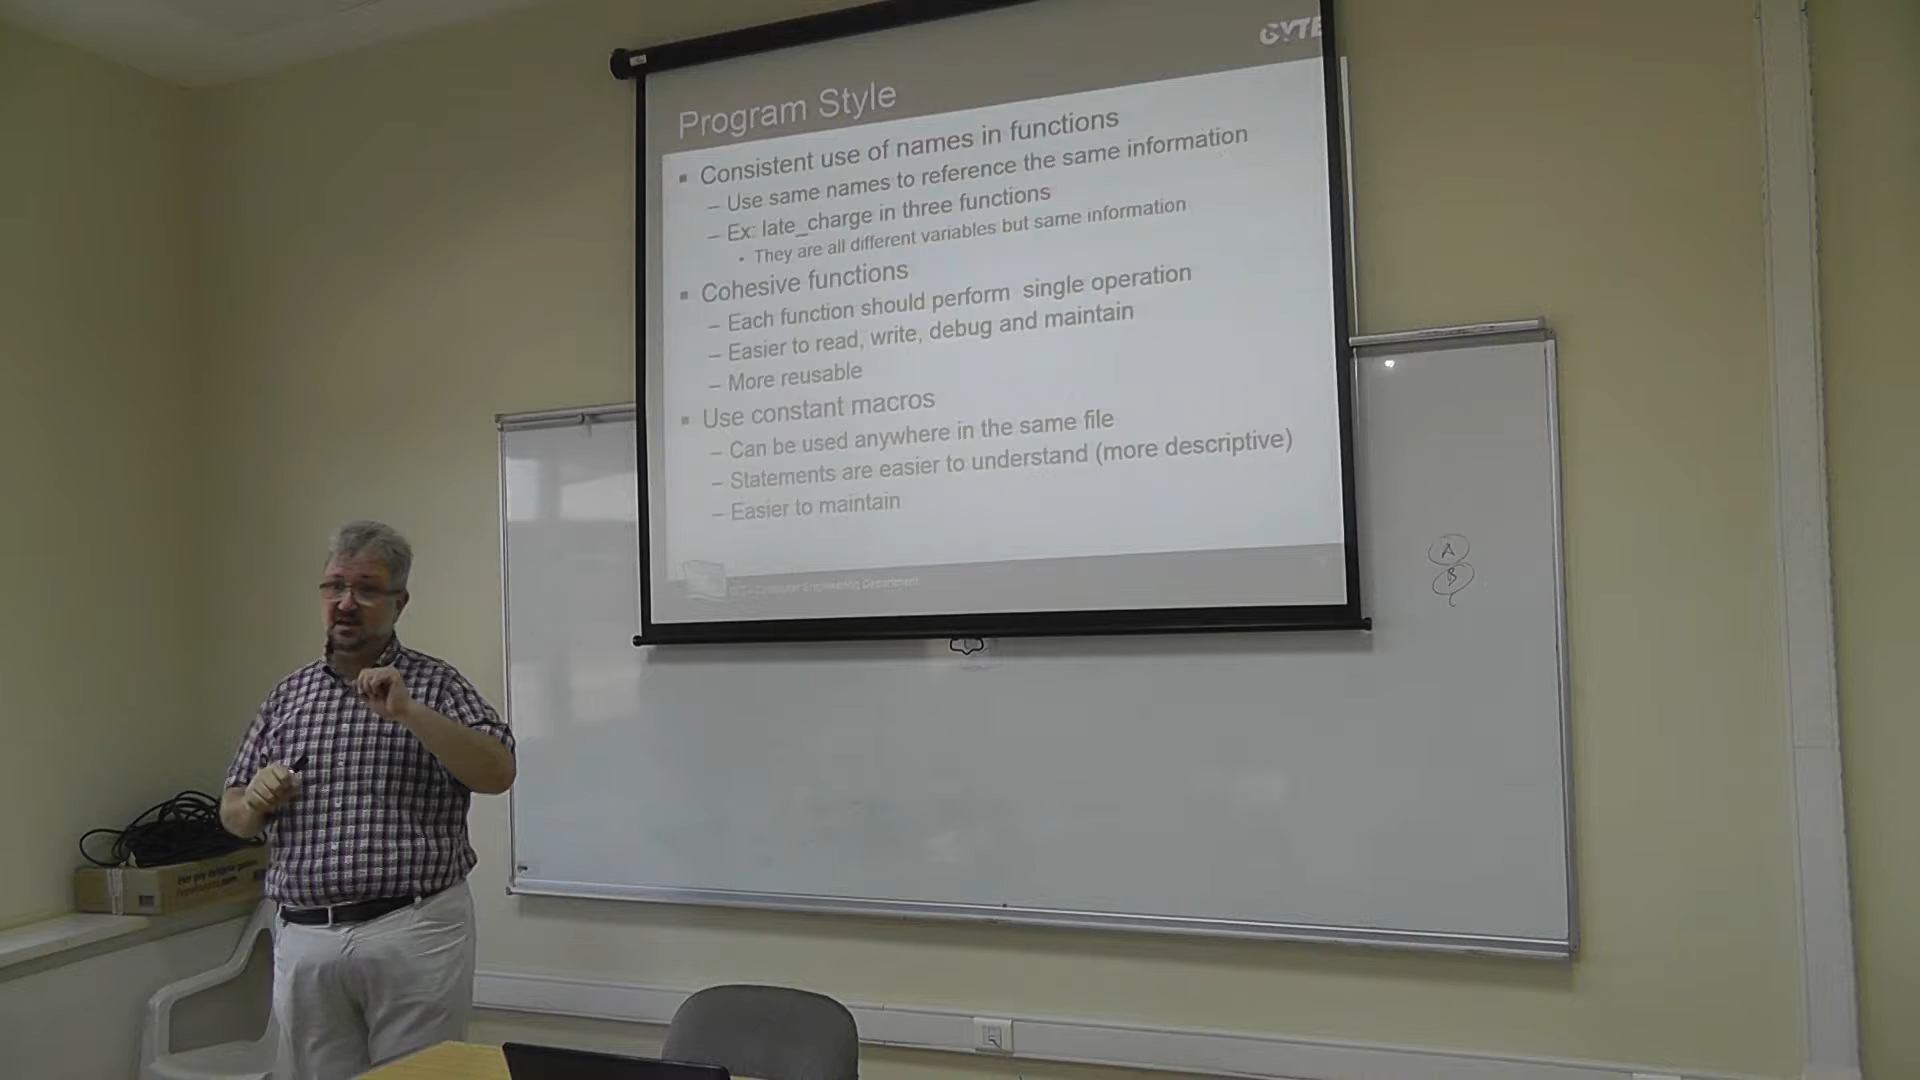 GYTE
Program Style
▪ Consistent use of names in functions
– Use same names to reference the same information
– Ex: late_charge in three functions
• They are all different variables but same information
▪ Cohesive functions
– Each function should perform single operation
– Easier to read, write, debug and maintain
– More reusable
▪ Use constant macros
– Can be used anywhere in the same file
– Statements are easier to understand (more descriptive)
– Easier to maintain
Computer Engineering Department
A
B